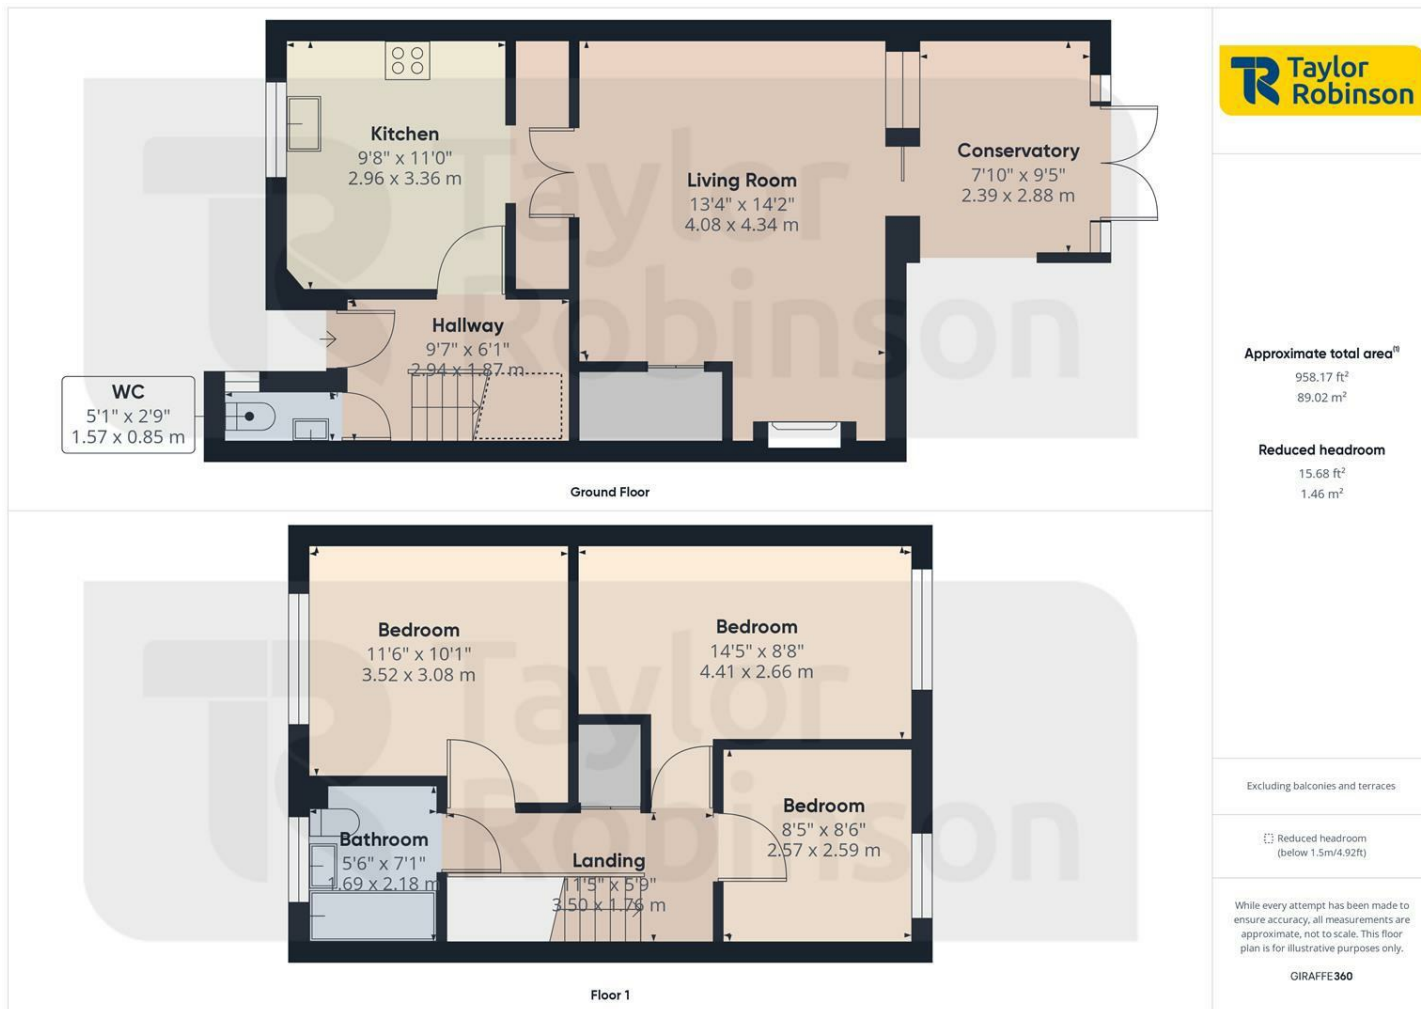 Kitchen
9'8" x 11'0"
2.96 x 3.36 m
Living Room
13'4" x 14'2"
4.08 x 4.34 m
Conservatory
7'10" x 9'5"
2.39 x 2.88 m
Hallway
9'7" x 6'1"
2.94 x 1.87 m
WC
5'1" x 2'9"
1.57 x 0.85 m
Ground Floor
Bedroom
11'6" x 10'1"
3.52 x 3.08 m
Bedroom
14'5" x 8'8"
4.41 x 2.66 m
Bedroom
8'5" x 8'6"
2.57 x 2.59 m
Bathroom
5'6" x 7'1"
1.69 x 2.18 m
Landing
11'5" x 5'9"
3.50 x 1.76 m
Floor 1
Taylor
Robinson
Taylor
Robinson
Taylor
Robinson
Approximate total area⁽¹⁾
958.17 ft²
89.02 m²
Reduced headroom
15.68 ft²
1.46 m²
Excluding balconies and terraces
Reduced headroom
(below 1.5m/4.92ft)
While every attempt has been made to
ensure accuracy, all measurements are
approximate, not to scale. This floor
plan is for illustrative purposes only.
GIRAFFE360